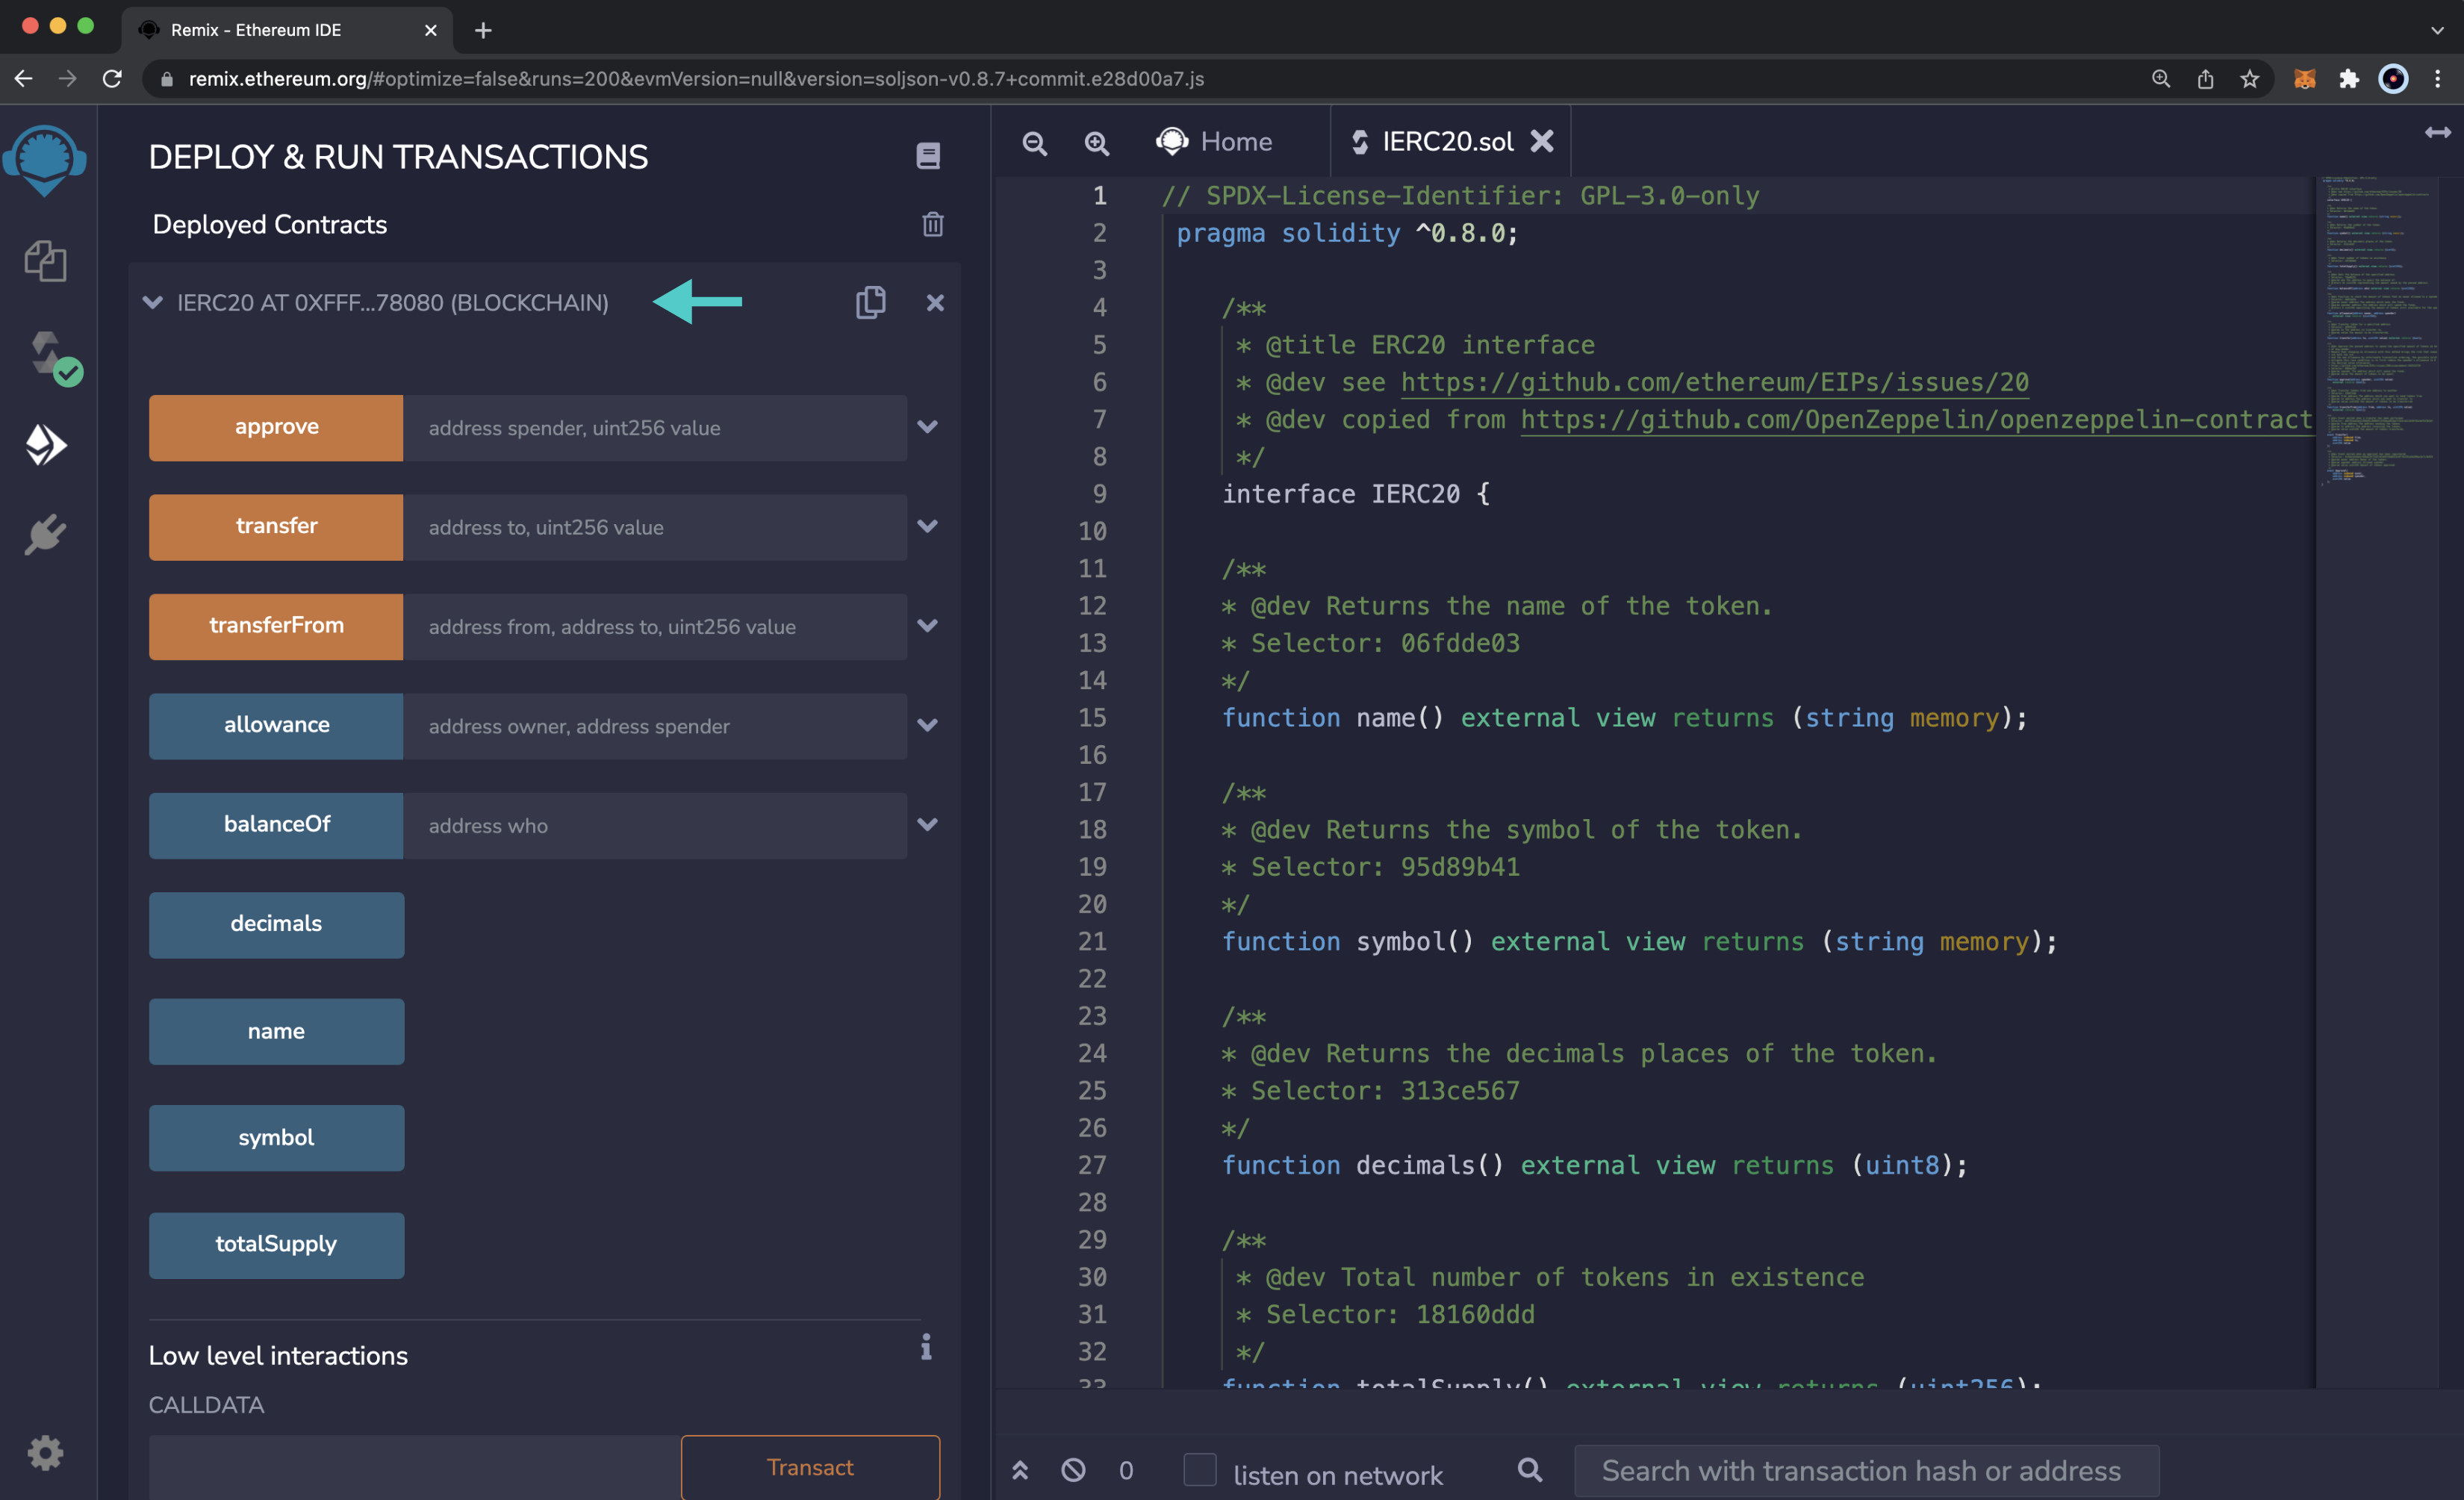 Remix - Ethereum IDE
remix.ethereum.org/#optimize=false&runs=200&evmVersion=null&version=soljson-v0.8.7+commit.e28d00a7.js
DEPLOY & RUN TRANSACTIONS
Deployed Contracts
IERC20 AT 0XFFF...78080 (BLOCKCHAIN)
approve
address spender, uint256 value
transfer
address to, uint256 value
transferFrom
address from, address to, uint256 value
allowance
address owner, address spender
balanceOf
address who
decimals
name
symbol
totalSupply
Low level interactions
CALLDATA
Transact
Home
IERC20.sol
1 // SPDX-License-Identifier: GPL-3.0-only
2 pragma solidity ^0.8.0;
3
4 /**
5 * @title ERC20 interface
6 * @dev see https://github.com/ethereum/EIPs/issues/20
7 * @dev copied from https://github.com/OpenZeppelin/openzeppelin-contract
8 */
9 interface IERC20 {
10
11 /**
12 * @dev Returns the name of the token.
13 * Selector: 06fdde03
14 */
15 function name() external view returns (string memory);
16
17 /**
18 * @dev Returns the symbol of the token.
19 * Selector: 95d89b41
20 */
21 function symbol() external view returns (string memory);
22
23 /**
24 * @dev Returns the decimals places of the token.
25 * Selector: 313ce567
26 */
27 function decimals() external view returns (uint8);
28
29 /**
30 * @dev Total number of tokens in existence
31 * Selector: 18160ddd
32 */
33 function totalSupply() external view returns (uint256);
0
listen on network
Search with transaction hash or address